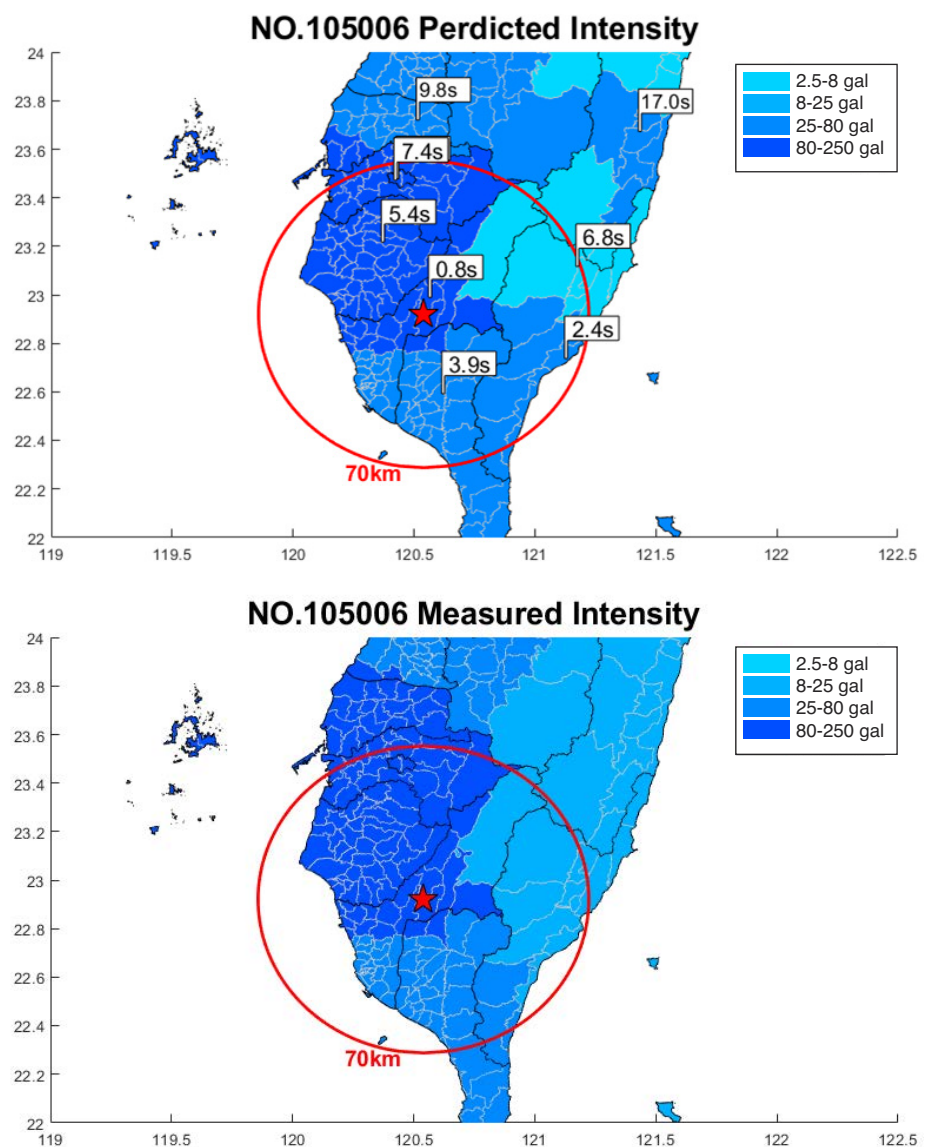 NO.105006 Perdicted Intensity
24
23.8
23.6
23.4
23.2
23
22.8
22.6
22.4
22.2
22
119
119.5
120
120.5
121
121.5
122
122.5
9.8s
17.0s
7.4s
5.4s
6.8s
0.8s
2.4s
3.9s
70km
2.5-8 gal
8-25 gal
25-80 gal
80-250 gal
NO.105006 Measured Intensity
24
23.8
23.6
23.4
23.2
23
22.8
22.6
22.4
22.2
22
119
119.5
120
120.5
121
121.5
122
122.5
70km
2.5-8 gal
8-25 gal
25-80 gal
80-250 gal